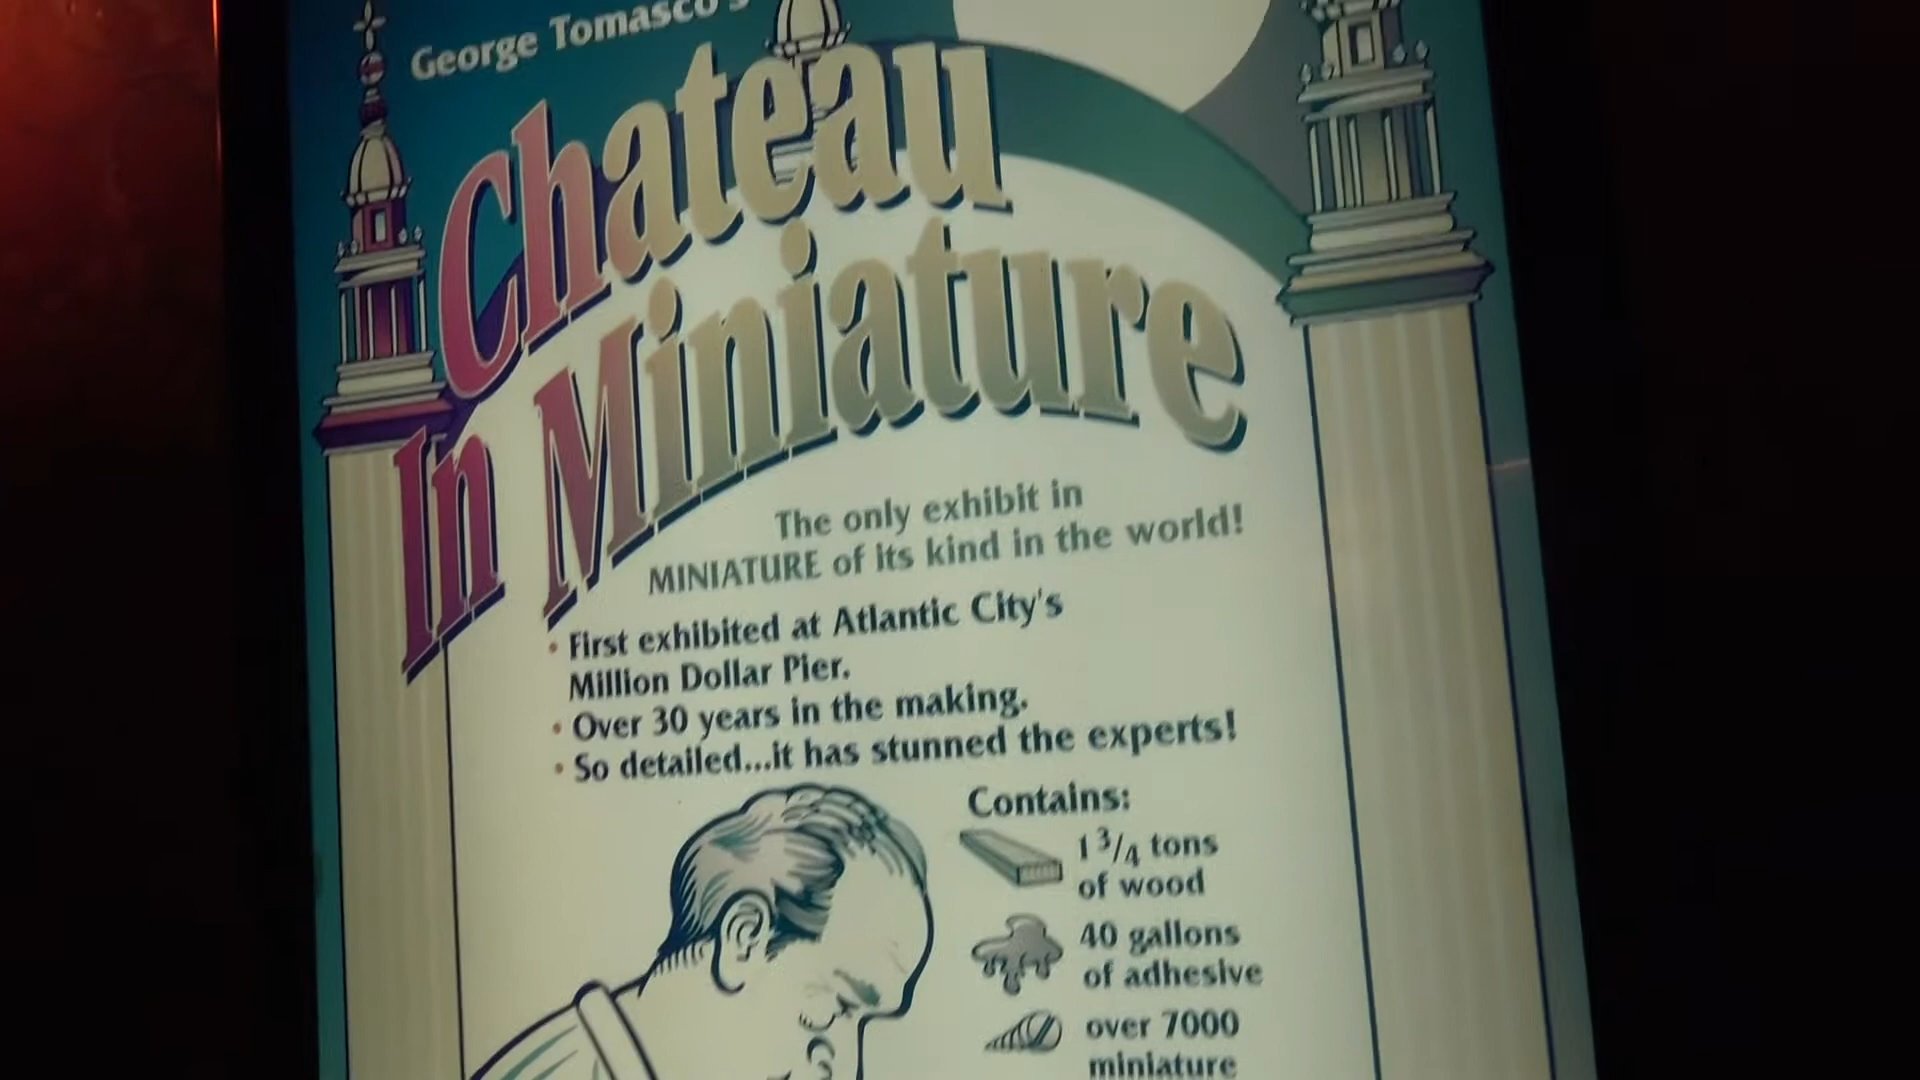 George Tomasco's
Chateau
In Miniature
The only exhibit in
MINIATURE of its kind in the world!
• First exhibited at Atlantic City's
Million Dollar Pier.
• Over 30 years in the making.
• So detailed...it has stunned the experts!
Contains:
1 3/4 tons
of wood
40 gallons
of adhesive
over 7000
miniature